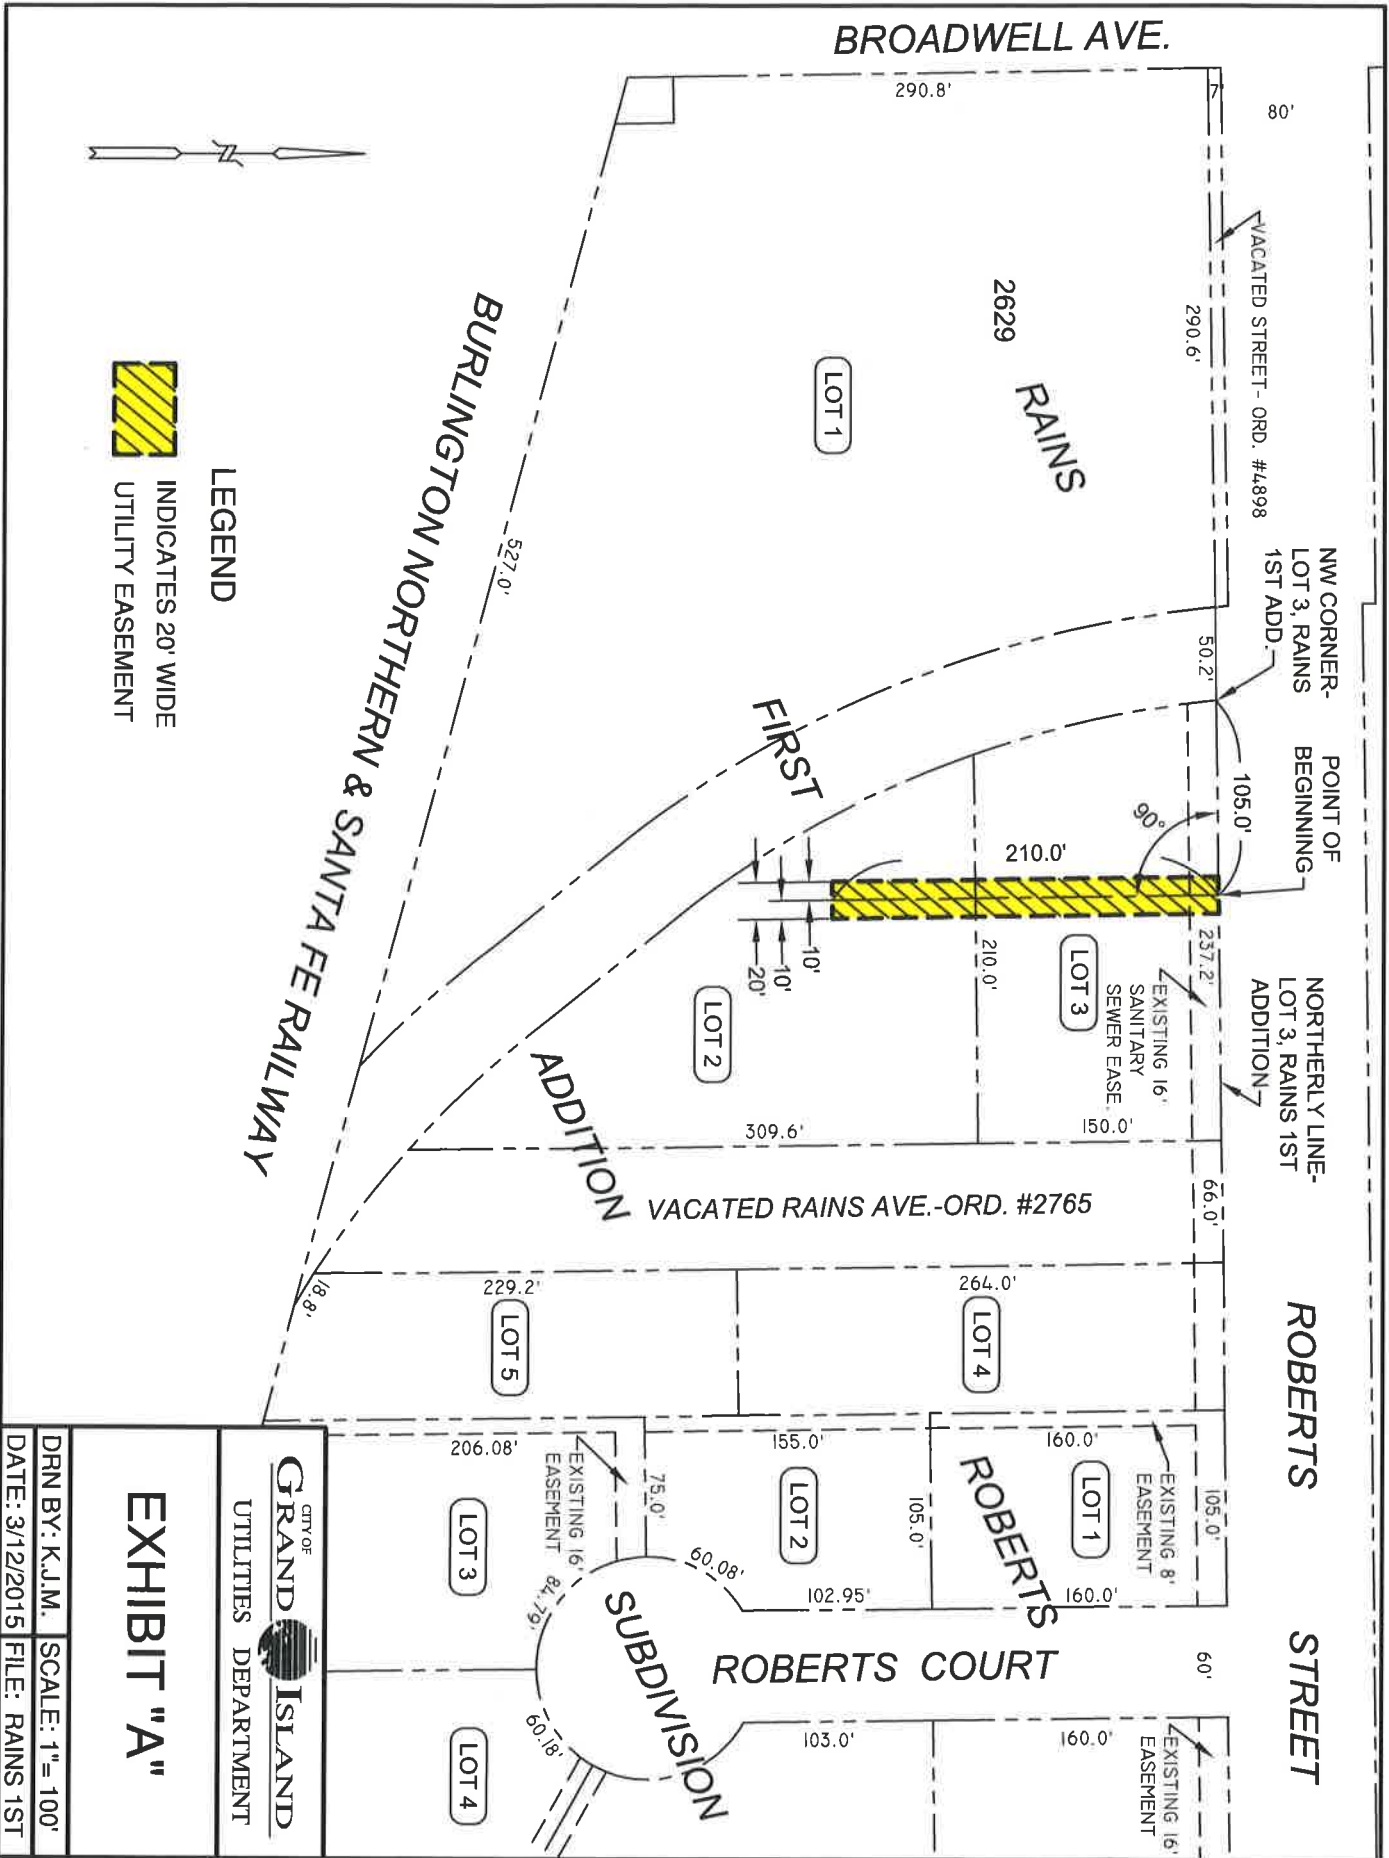 BROADWELL AVE.
290.8'
7'
80'
VACATED STREET- ORD. #4898
290.6'
2629
RAINS
LOT 1
BURLINGTON NORTHERN & SANTA FE RAILWAY
527.0'
LEGEND
INDICATES 20' WIDE
UTILITY EASEMENT
NW CORNER-
LOT 3, RAINS
1ST ADD.
50.2'
POINT OF
BEGINNING
105.0'
90°
210.0'
FIRST
10'
10'
20'
237.2'
210.0'
LOT 3
EXISTING 16'
SANITARY
SEWER EASE.
NORTHERLY LINE-
LOT 3, RAINS 1ST
ADDITION
LOT 2
ADDITION
309.6'
150.0'
66.0'
VACATED RAINS AVE.-ORD. #2765
18.8'
229.2'
264.0'
LOT 5
LOT 4
ROBERTS STREET
206.08'
155.0'
160.0'
EXISTING 16'
EASEMENT
75.0'
LOT 2
105.0'
ROBERTS
LOT 1
EXISTING 8'
EASEMENT
105.0'
LOT 3
84.79'
60.08'
102.95'
160.0'
SUBDIVISION
ROBERTS COURT
60'
60.18'
103.0'
160.0'
EXISTING 16'
EASEMENT
LOT 4
CITY OF
GRAND ISLAND
UTILITIES DEPARTMENT
EXHIBIT "A"
DRN BY: K.J.M. SCALE: 1"= 100'
DATE: 3/12/2015 FILE: RAINS 1ST